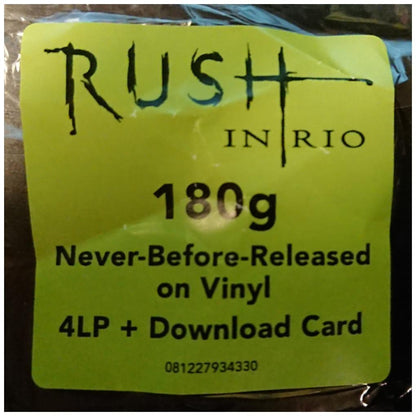 RUSH
IN RIO
180g
Never-Before-Released
on Vinyl
4LP + Download Card
081227934330